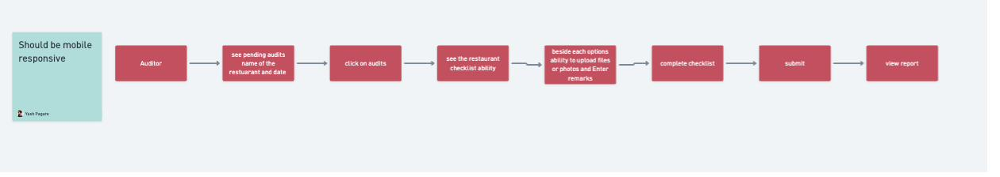 Should be mobile
responsive
Yash Pagare
Auditor
see pending audits
name of the
restuarant and date
click on audits
see the restaurant
checklist ability
beside each options
ability to upload files
or photos and Enter
remarks
complete checklist
submit
view report